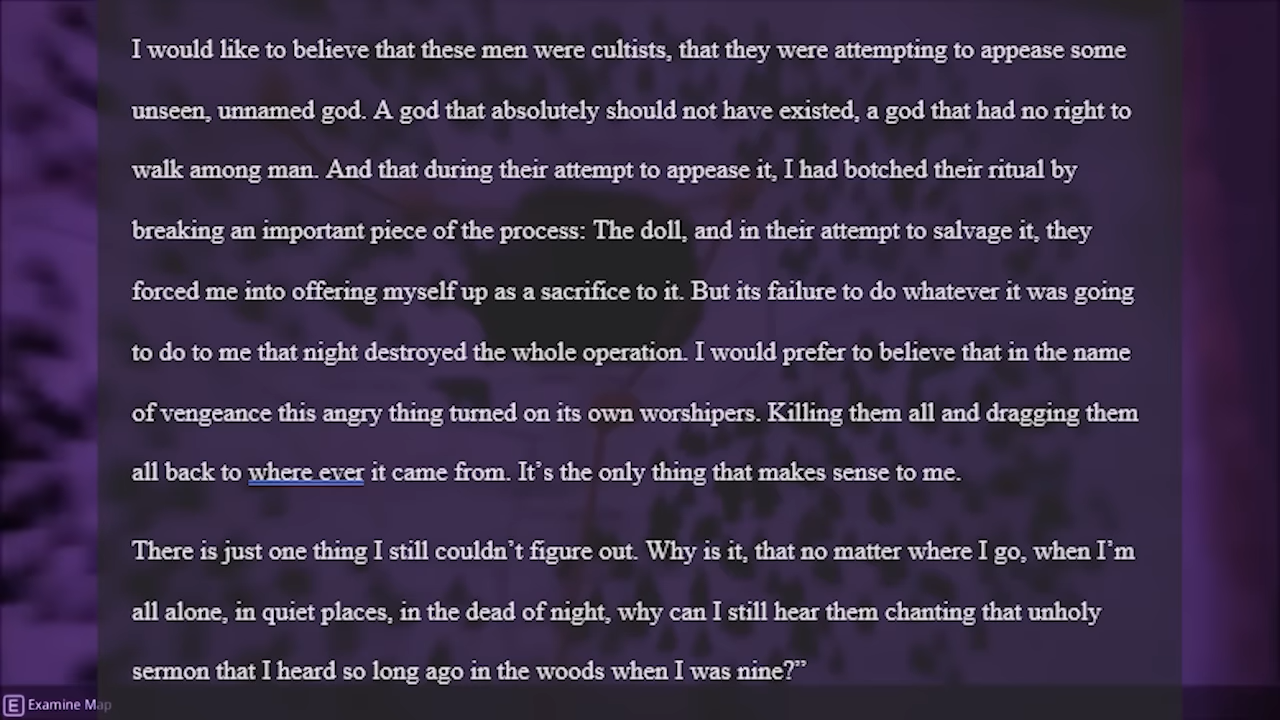 I would like to believe that these men were cultists, that they were attempting to appease some
unseen, unnamed god. A god that absolutely should not have existed, a god that had no right to
walk among man. And that during their attempt to appease it, I had botched their ritual by
breaking an important piece of the process: The doll, and in their attempt to salvage it, they
forced me into offering myself up as a sacrifice to it. But its failure to do whatever it was going
to do to me that night destroyed the whole operation. I would prefer to believe that in the name
of vengeance this angry thing turned on its own worshipers. Killing them all and dragging them
all back to where ever it came from. It’s the only thing that makes sense to me.
There is just one thing I still couldn’t figure out. Why is it, that no matter where I go, when I’m
all alone, in quiet places, in the dead of night, why can I still hear them chanting that unholy
sermon that I heard so long ago in the woods when I was nine?”
E Examine Map